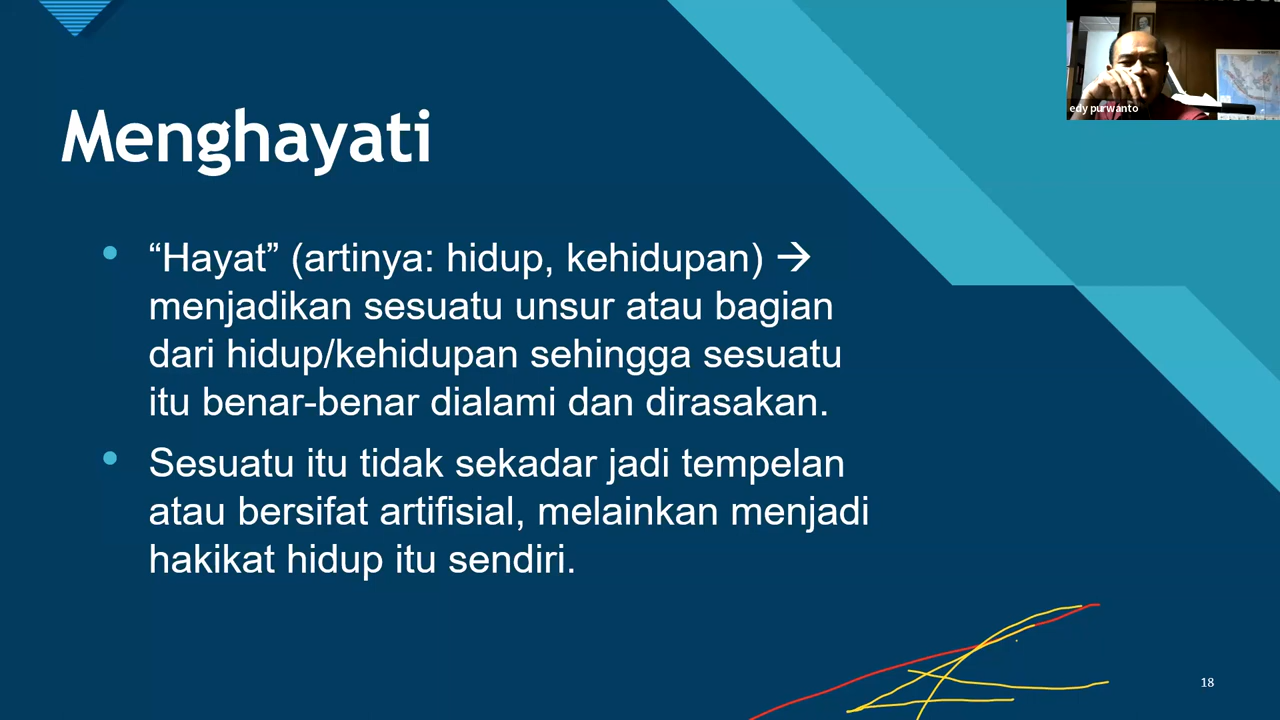 edy purwanto
Menghayati
• “Hayat” (artinya: hidup, kehidupan) →
menjadikan sesuatu unsur atau bagian
dari hidup/kehidupan sehingga sesuatu
itu benar-benar dialami dan dirasakan.
• Sesuatu itu tidak sekadar jadi tempelan
atau bersifat artifisial, melainkan menjadi
hakikat hidup itu sendiri.
18